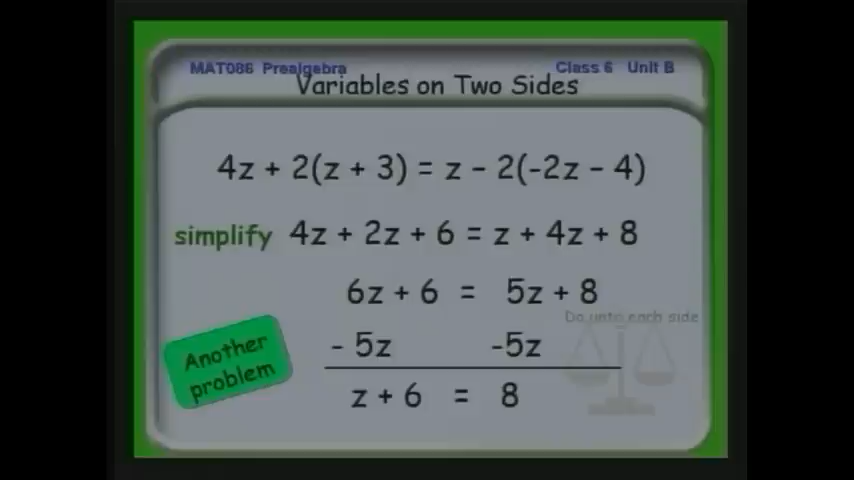 MAT086 Prealgebra Class 6 Unit B
Variables on Two Sides
4z + 2(z + 3) = z - 2(-2z - 4)
simplify 4z + 2z + 6 = z + 4z + 8
6z + 6 = 5z + 8
Do unto each side
- 5z -5z
Another
problem
z + 6 = 8